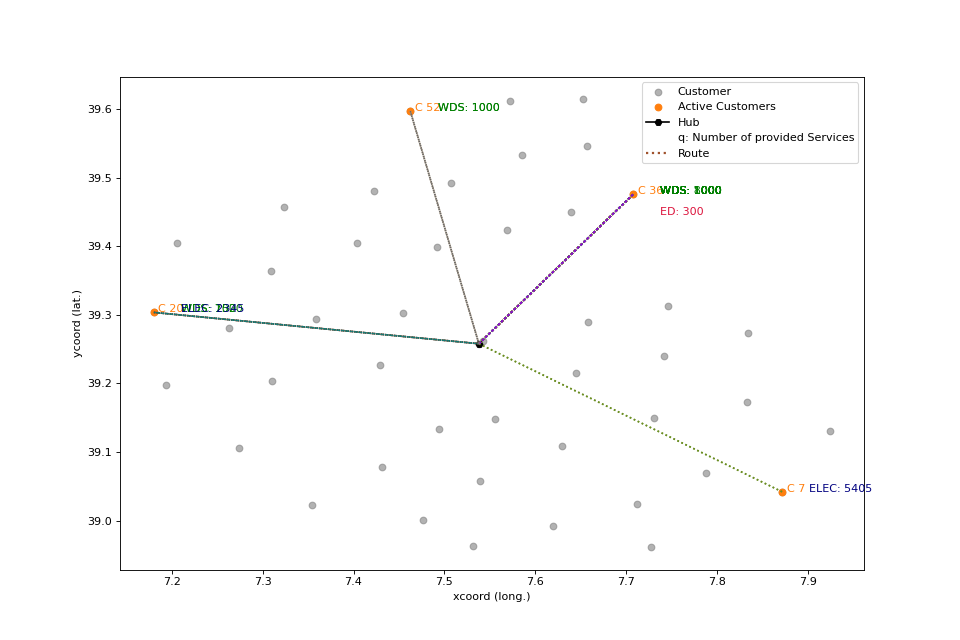 39.6
39.5
39.4
39.3
39.2
39.1
39.0
ycoord (lat.)
7.2 7.3 7.4 7.5 7.6 7.7 7.8 7.9
xcoord (long.)
Customer
Active Customers
Hub
q: Number of provided Services
Route
C 52 WDS: 1000
C 36 WDS:
ED: 300
C 20
C 7 ELEC: 5405